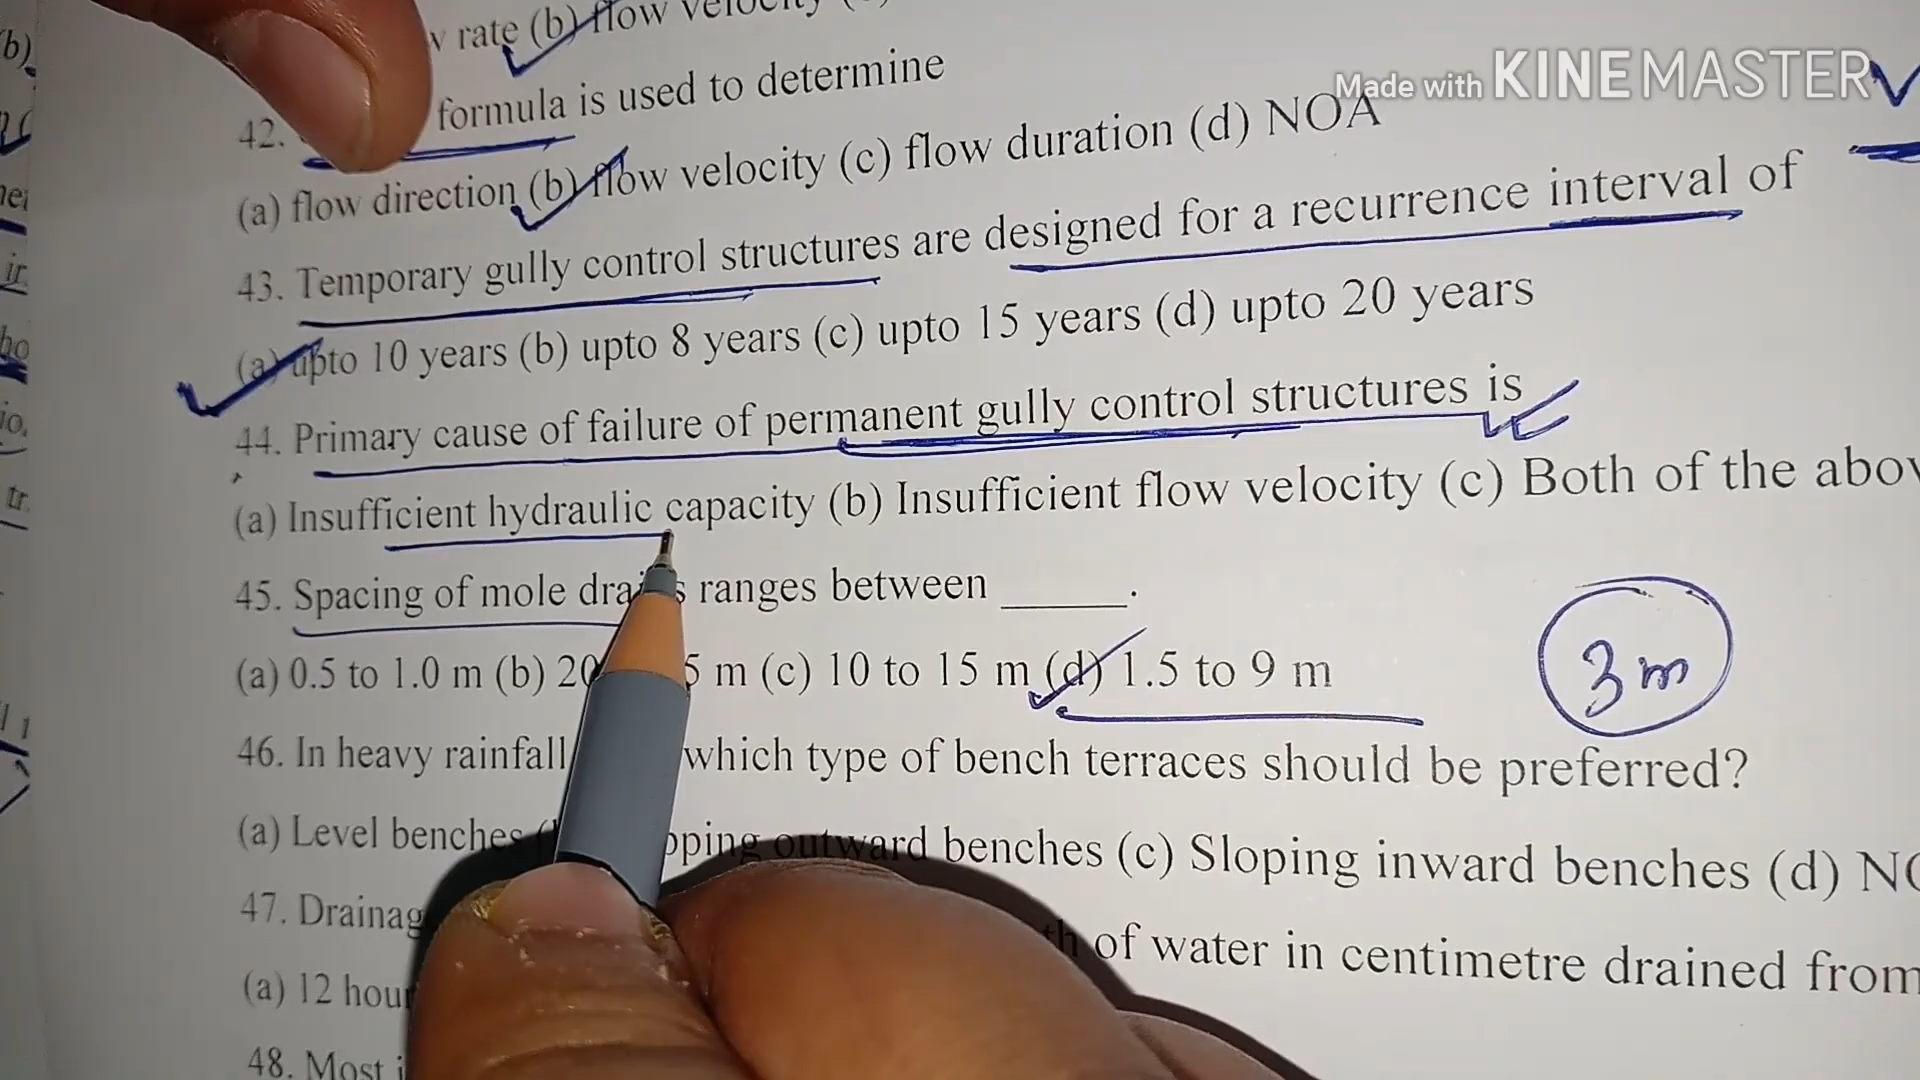 rate (b) flow velocity
Made with KINEMASTER
42. formula is used to determine
(a) flow direction (b) flow velocity (c) flow duration (d) NOA
43. Temporary gully control structures are designed for a recurrence interval of
(a) upto 10 years (b) upto 8 years (c) upto 15 years (d) upto 20 years
44. Primary cause of failure of permanent gully control structures is
(a) Insufficient hydraulic capacity (b) Insufficient flow velocity (c) Both of the
45. Spacing of mole drains ranges between ______.
(a) 0.5 to 1.0 m (b) 5 m (c) 10 to 15 m (d) 1.5 to 9 m
3m
46. In heavy rainfall which type of bench terraces should be preferred?
(a) Level benches outward benches (c) Sloping inward benches (d)
47. of water in centimetre drained from
(a) 12
48. Most